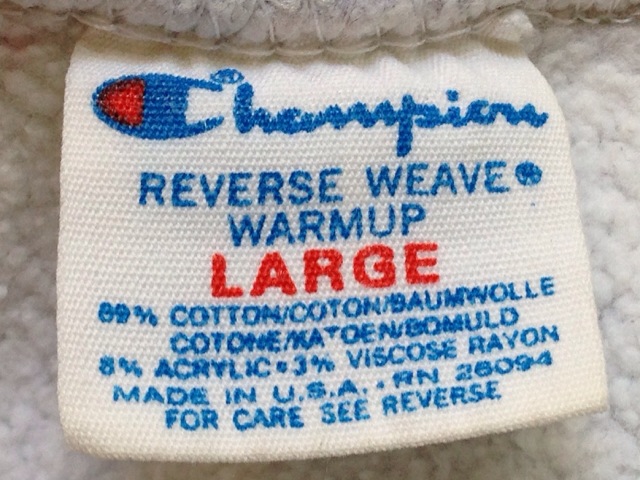 Champion®
REVERSE WEAVE®
WARMUP
LARGE
89% COTTON/COTON/BAUMWOLLE
COTONE/KATOEN/BOMULD
8% ACRYLIC • 3% VISCOSE RAYON
MADE IN U.S.A. • RN 26094
FOR CARE SEE REVERSE